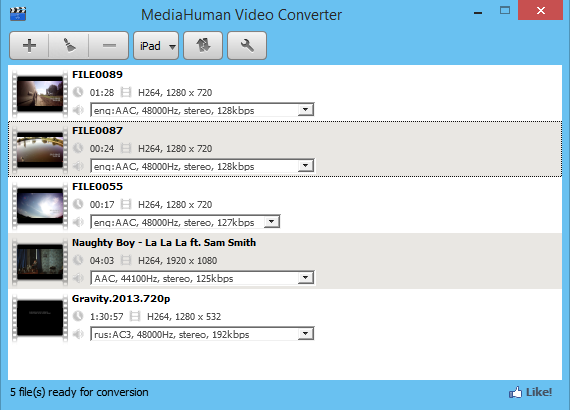 MediaHuman Video Converter
iPad
FILE0089
01:28 H264, 1280 x 720
eng:AAC, 48000Hz, stereo, 128kbps
FILE0087
00:24 H264, 1280 x 720
eng:AAC, 48000Hz, stereo, 128kbps
FILE0055
00:17 H264, 1280 x 720
eng:AAC, 48000Hz, stereo, 127kbps
Naughty Boy - La La La ft. Sam Smith
04:03 H264, 1920 x 1080
AAC, 44100Hz, stereo, 125kbps
Gravity.2013.720p
1:30:57 H264, 1280 x 532
rus:AC3, 48000Hz, stereo, 192kbps
5 file(s) ready for conversion
Like!